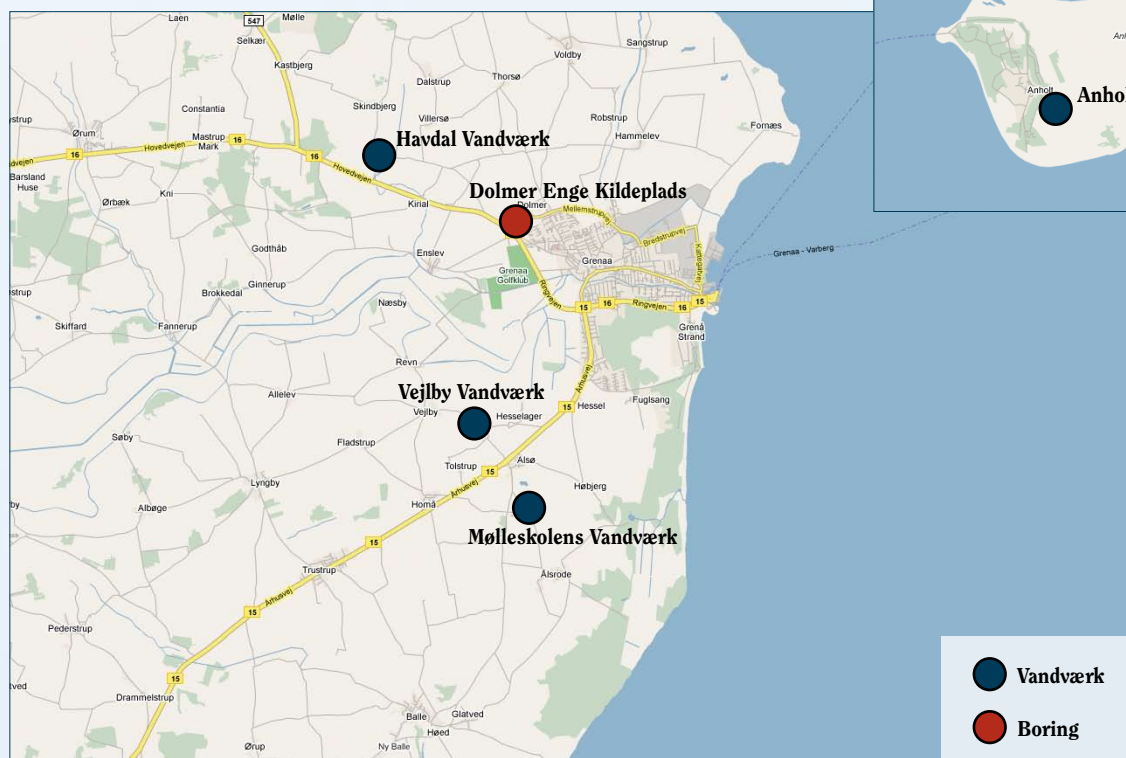 Laen
Mølle
547
Selkær
Kastbjerg
Sangstrup
Voldby
Thorsø
Dalstrup
Skindbjerg
Constantia
Villersø
Robstrup
Hammelev
Fornæs
Ørum
Mastrup
Mark
16
Hovedvejen
16
16
Hovedvejen
Havdal Vandværk
Barsland
Huse
Kni
Ørbæk
Kirial
Dolmer Enge Kildeplads
Dolmer
Mellemstrupvej
Bredstrupvej
Kattegatvej
Godthåb
Enslev
Grenaa
Golfklub
Grenaa
Grenaa - Varberg
Ginnerup
Brokkedal
Næsby
Ringvejen
15
16
Ringvejen
16
15
Skiffard
Fannerup
Grenå
Strand
Revn
Århusvej
Vejlby Vandværk
Allelev
Vejlby
Hesselager
15
Hessel
Fuglsang
Søby
Fladstrup
Tolstrup
Alsø
15
Århusvej
Lyngby
Homå
Høbjerg
Albøge
Mølleskolens Vandværk
15
Trustrup
Ålsrode
Århusvej
15
Pederstrup
15
Drammelstrup
Balle
Glatved
Høed
Ørup
Ny Balle
Anholt
Vandværk
Boring